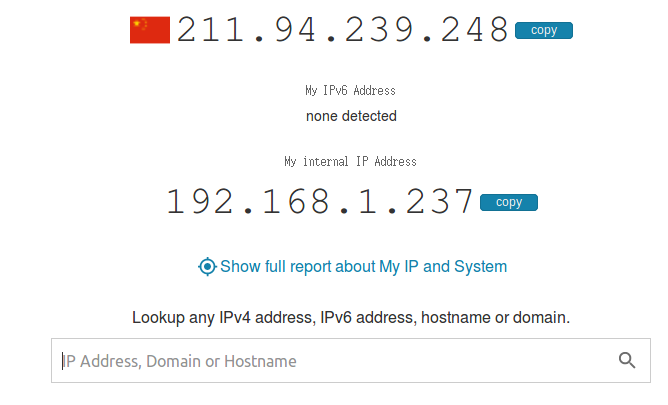 211.94.239.248 copy
My IPv6 Address
none detected
My internal IP Address
192.168.1.237 copy
Show full report about My IP and System
Lookup any IPv4 address, IPv6 address, hostname or domain.
IP Address, Domain or Hostname